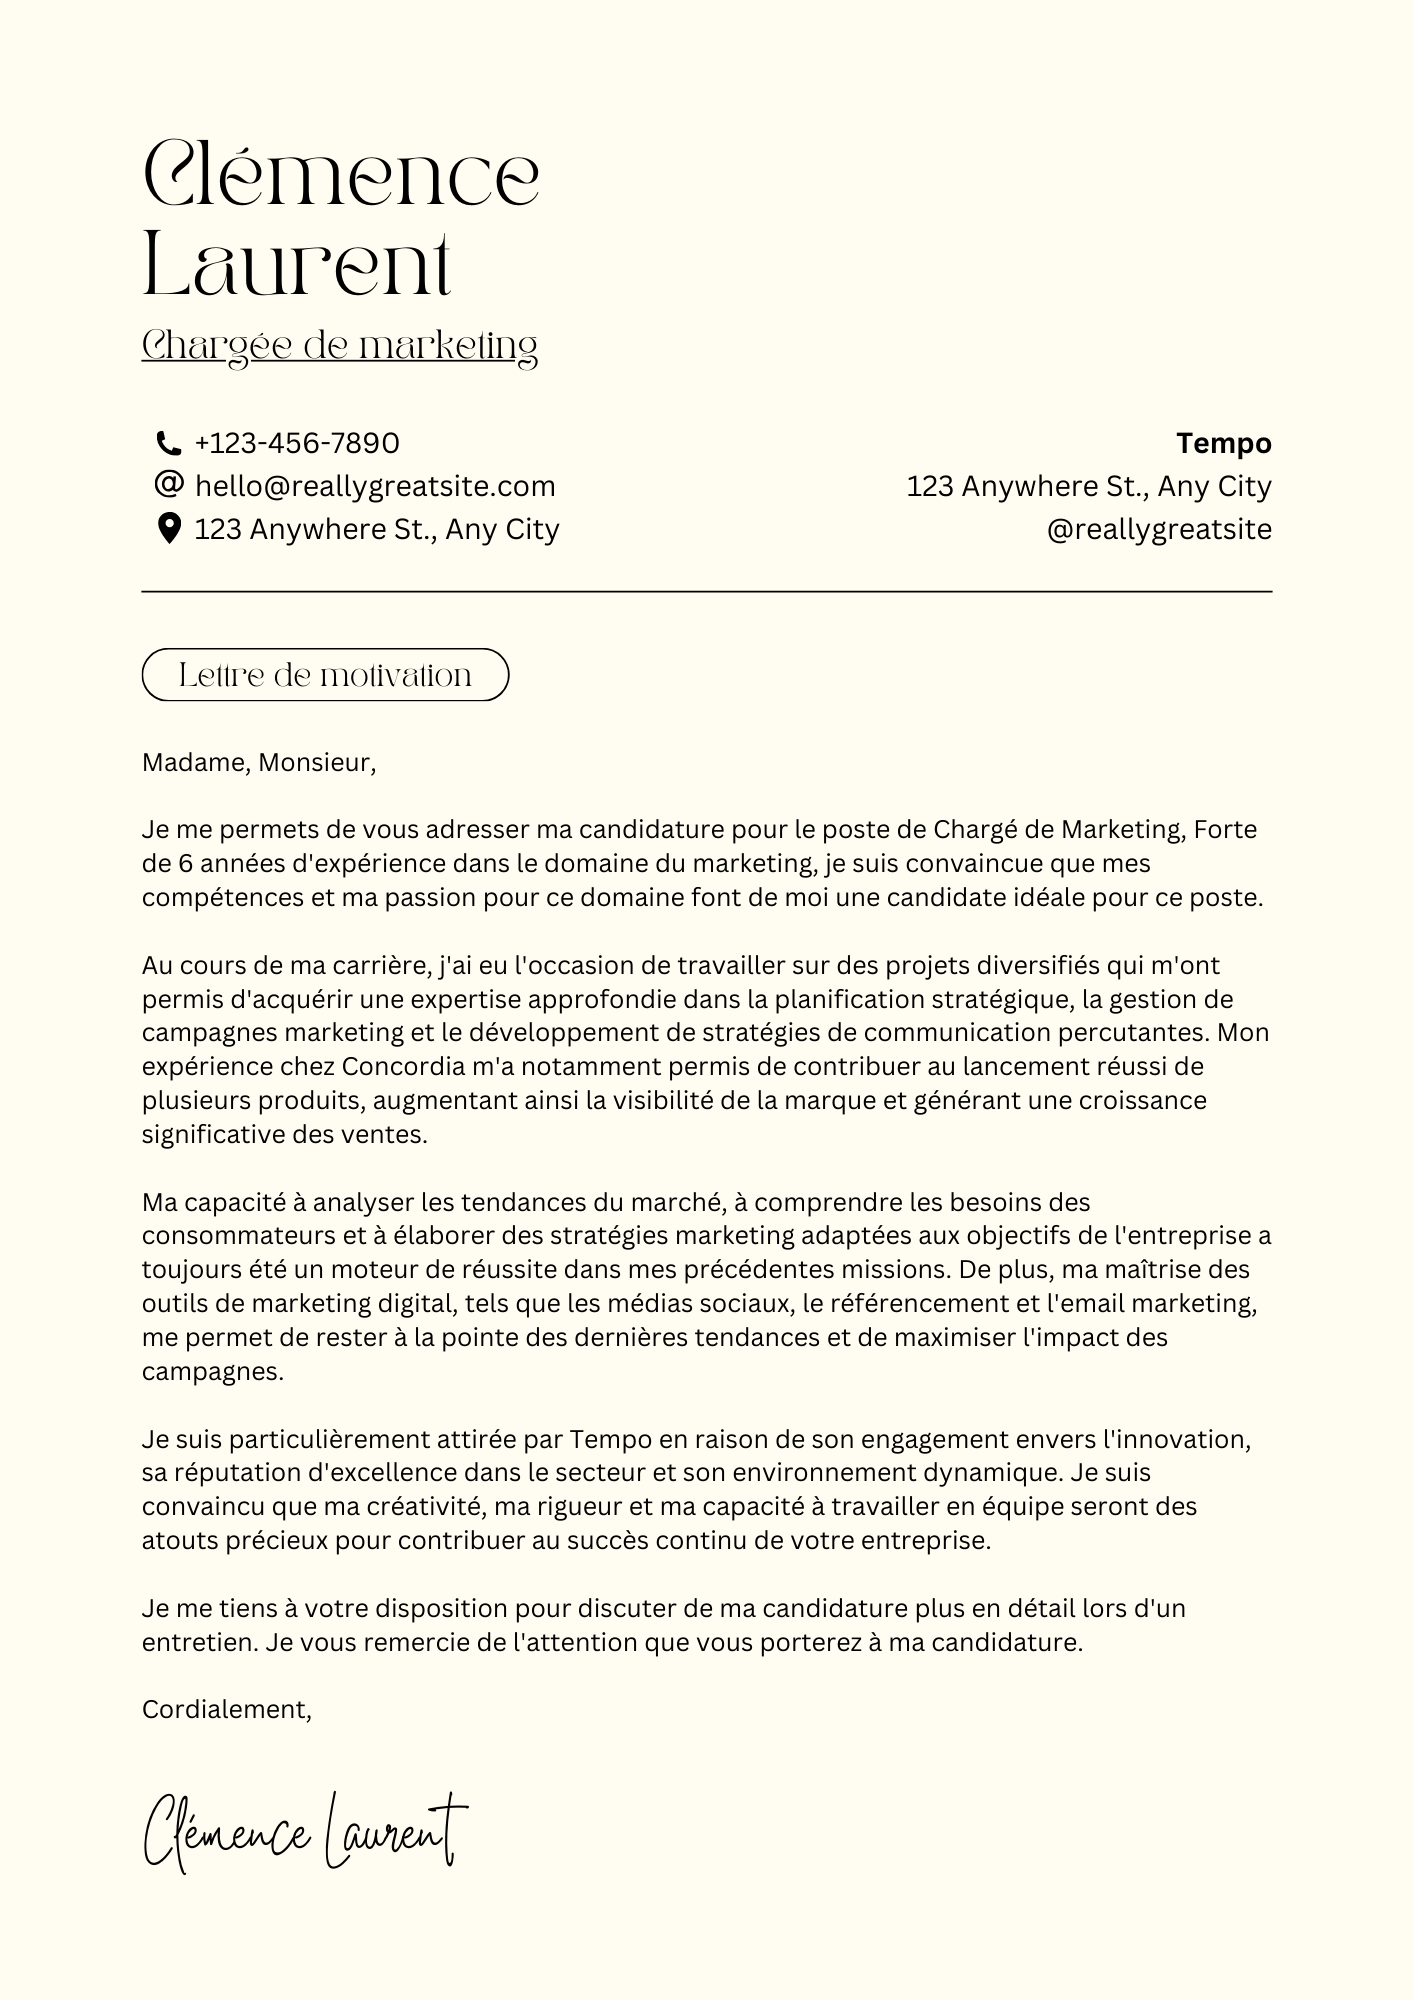 Clémence
Laurent
Chargée de marketing
+123-456-7890
hello@reallygreatsite.com
123 Anywhere St., Any City
Tempo
123 Anywhere St., Any City
@reallygreatsite
Lettre de motivation
Madame, Monsieur,
Je me permets de vous adresser ma candidature pour le poste de Chargé de Marketing, Forte
de 6 années d'expérience dans le domaine du marketing, je suis convaincue que mes
compétences et ma passion pour ce domaine font de moi une candidate idéale pour ce poste.
Au cours de ma carrière, j'ai eu l'occasion de travailler sur des projets diversifiés qui m'ont
permis d'acquérir une expertise approfondie dans la planification stratégique, la gestion de
campagnes marketing et le développement de stratégies de communication percutantes. Mon
expérience chez Concordia m'a notamment permis de contribuer au lancement réussi de
plusieurs produits, augmentant ainsi la visibilité de la marque et générant une croissance
significative des ventes.
Ma capacité à analyser les tendances du marché, à comprendre les besoins des
consommateurs et à élaborer des stratégies marketing adaptées aux objectifs de l'entreprise a
toujours été un moteur de réussite dans mes précédentes missions. De plus, ma maîtrise des
outils de marketing digital, tels que les médias sociaux, le référencement et l'email marketing,
me permet de rester à la pointe des dernières tendances et de maximiser l'impact des
campagnes.
Je suis particulièrement attirée par Tempo en raison de son engagement envers l'innovation,
sa réputation d'excellence dans le secteur et son environnement dynamique. Je suis
convaincu que ma créativité, ma rigueur et ma capacité à travailler en équipe seront des
atouts précieux pour contribuer au succès continu de votre entreprise.
Je me tiens à votre disposition pour discuter de ma candidature plus en détail lors d'un
entretien. Je vous remercie de l'attention que vous porterez à ma candidature.
Cordialement,
Clémence Laurent